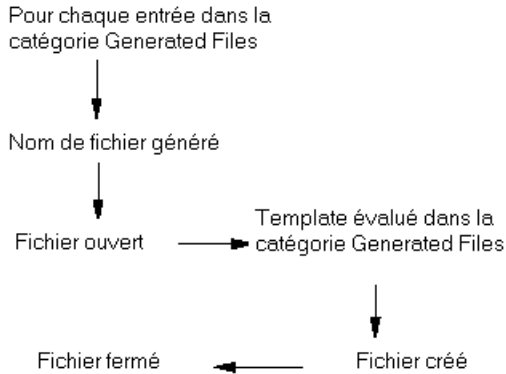 Pour chaque entrée dans la
catégorie Generated Files
Nom de fichier généré
Fichier ouvert
Template évalué dans la
catégorie Generated Files
Fichier créé
Fichier fermé